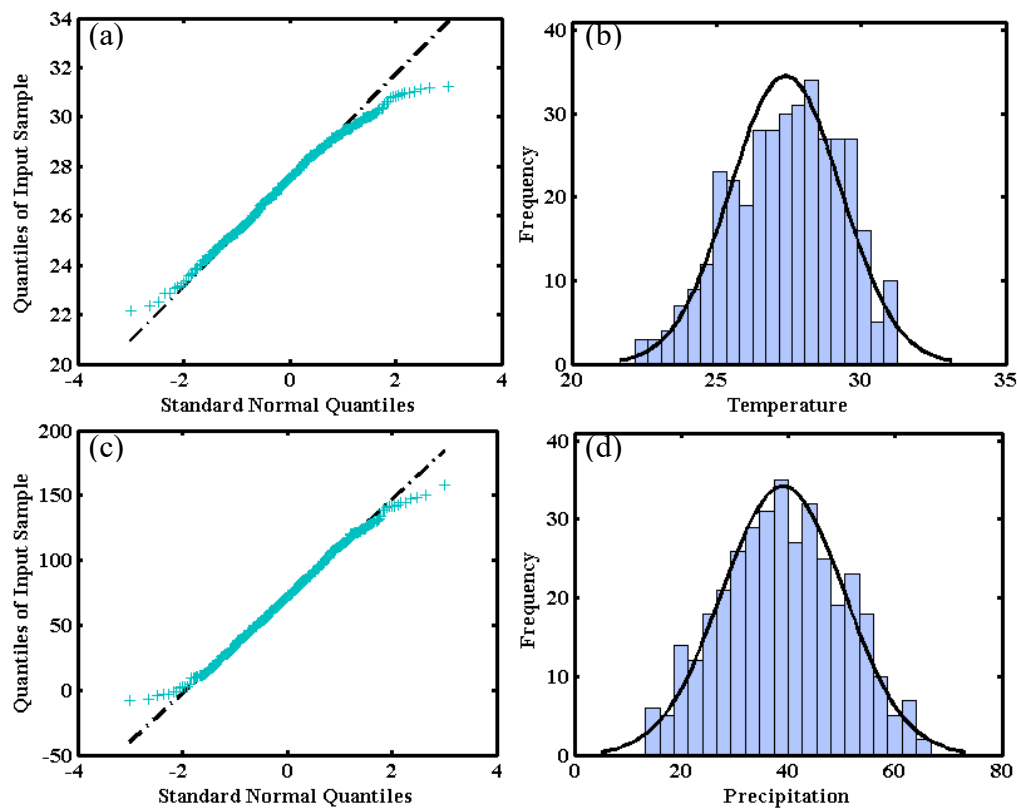 (a)
34
32
30
28
26
24
22
20
-4 -2 0 2 4
Quantiles of Input Sample
Standard Normal Quantiles
(b)
40
30
20
10
0
20 25 30 35
Frequency
Temperature
(c)
200
150
100
50
0
-50
-4 -2 0 2 4
Quantiles of Input Sample
Standard Normal Quantiles
(d)
40
30
20
10
0
0 20 40 60 80
Frequency
Precipitation